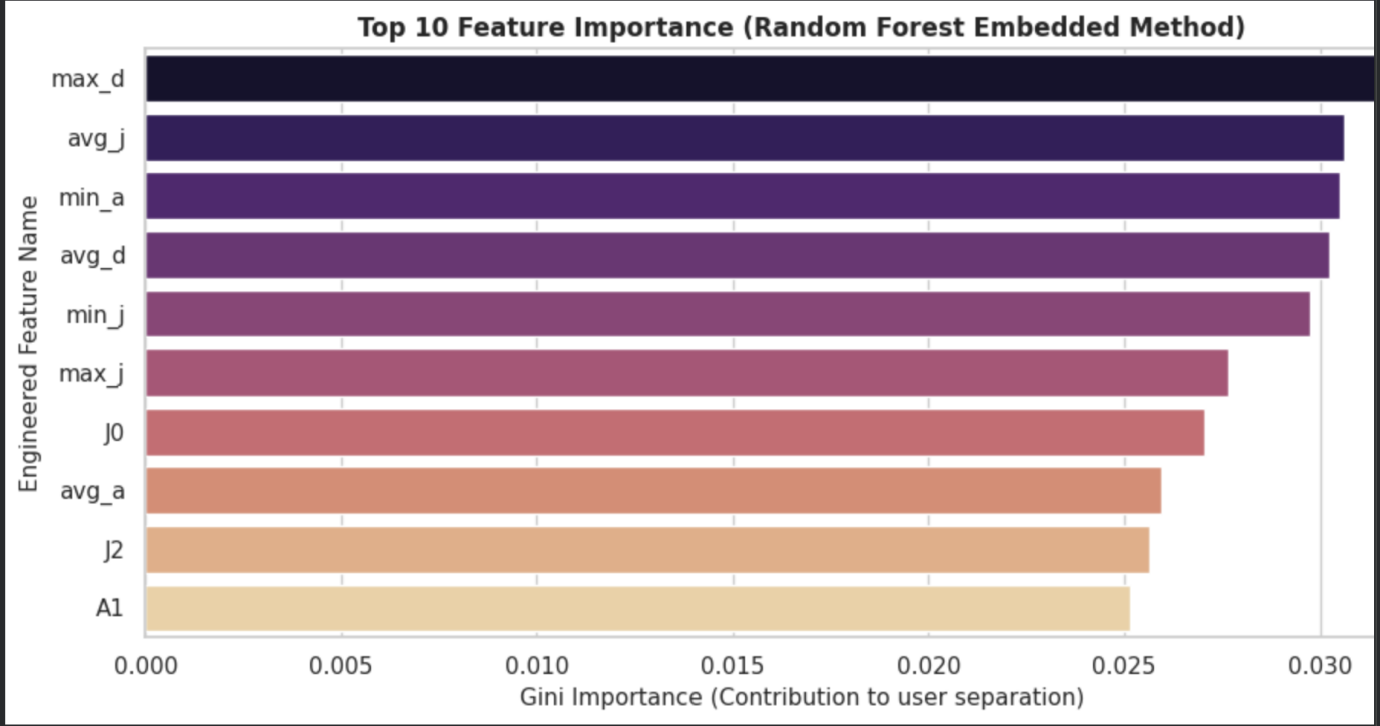 Top 10 Feature Importance (Random Forest Embedded Method)
Engineered Feature Name
max_d
avg_j
min_a
avg_d
min_j
max_j
J0
avg_a
J2
A1
0.000 0.005 0.010 0.015 0.020 0.025 0.030
Gini Importance (Contribution to user separation)